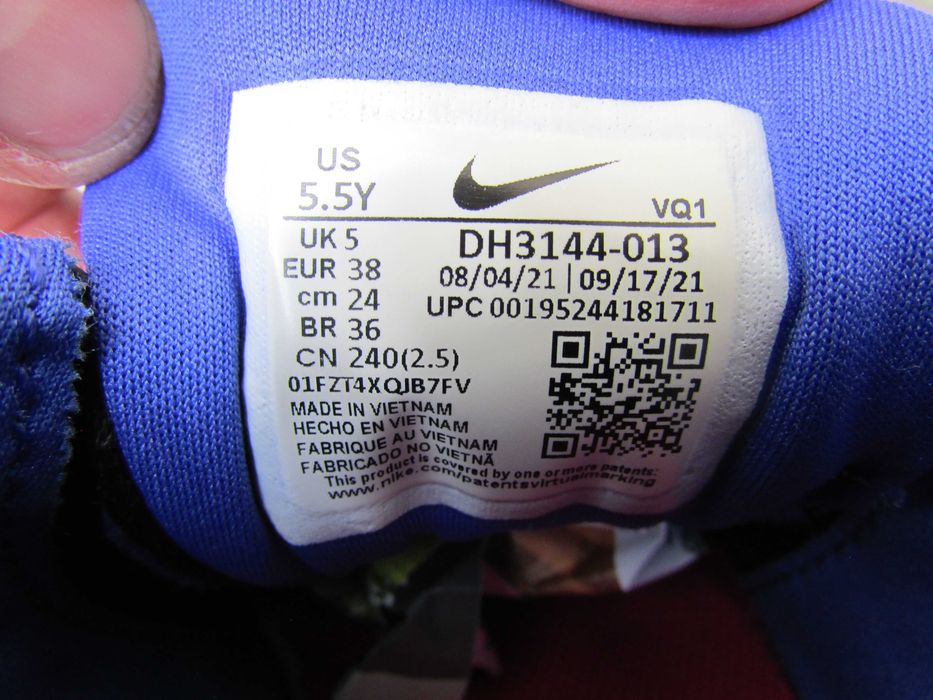 US
5.5Y
VQ1
UK 5
EUR 38
cm 24
BR 36
CN 240(2.5)
DH3144-013
08/04/21 | 09/17/21
UPC 00195244181711
01FZT4XQJB7FV
MADE IN VIETNAM
HECHO EN VIETNAM
FABRIQUE AU VIETNAM
FABRICADO NO VIETNÃ
This product is covered by one or more patents:
www.nike.com/patentsvirtualmarking